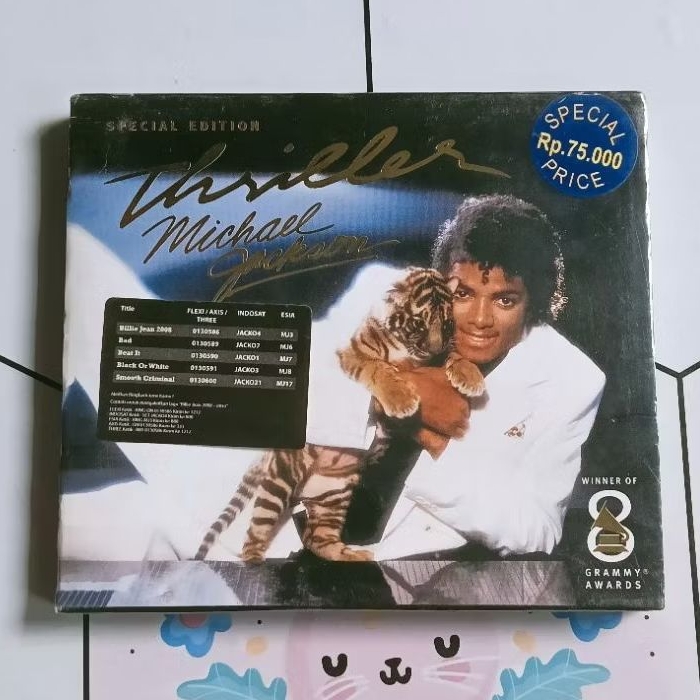 SPECIAL EDITION
Thriller
Michael
Jackson
SPECIAL
Rp.75.000
PRICE
Title FLEXI / AXIS / THREE INDOSAT ESIA
Billie Jean 2008 0130586 JACKO4 MJ3
Bad 0130589 JACKO7 MJ6
Beat It 0130590 JACKO1 MJ7
Black Or White 0130591 JACKO3 MJ8
Smooth Criminal 0130600 JACKO21 MJ17
WINNER OF
8
GRAMMY®
AWARDS